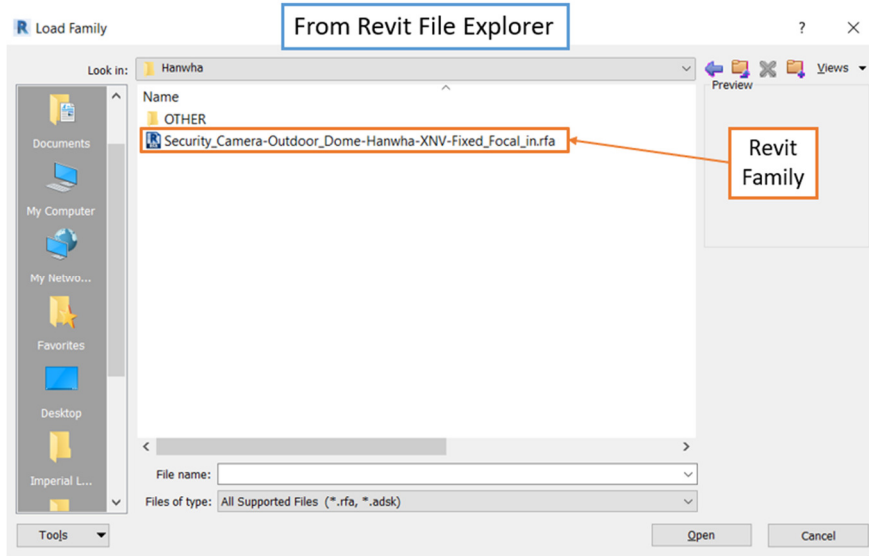 From Revit File Explorer
R Load Family
? ×
Look in:
Hanwha
Views
Preview
Name
OTHER
Security_Camera-Outdoor_Dome-Hanwha-XNV-Fixed_Focal_in.rfa
Revit
Family
Documents
My Computer
My Netwo...
Favorites
Desktop
Imperial L...
File name:
Files of type: All Supported Files (*.rfa, *.adsk)
Tools
Open
Cancel